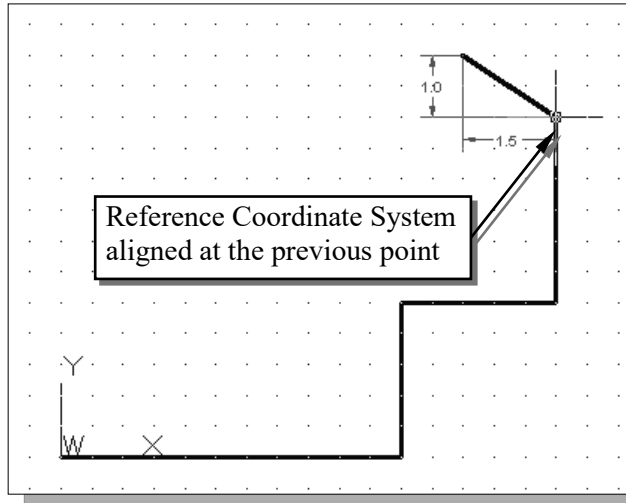 1.0
1.5
Reference Coordinate System
aligned at the previous point
Y
W X